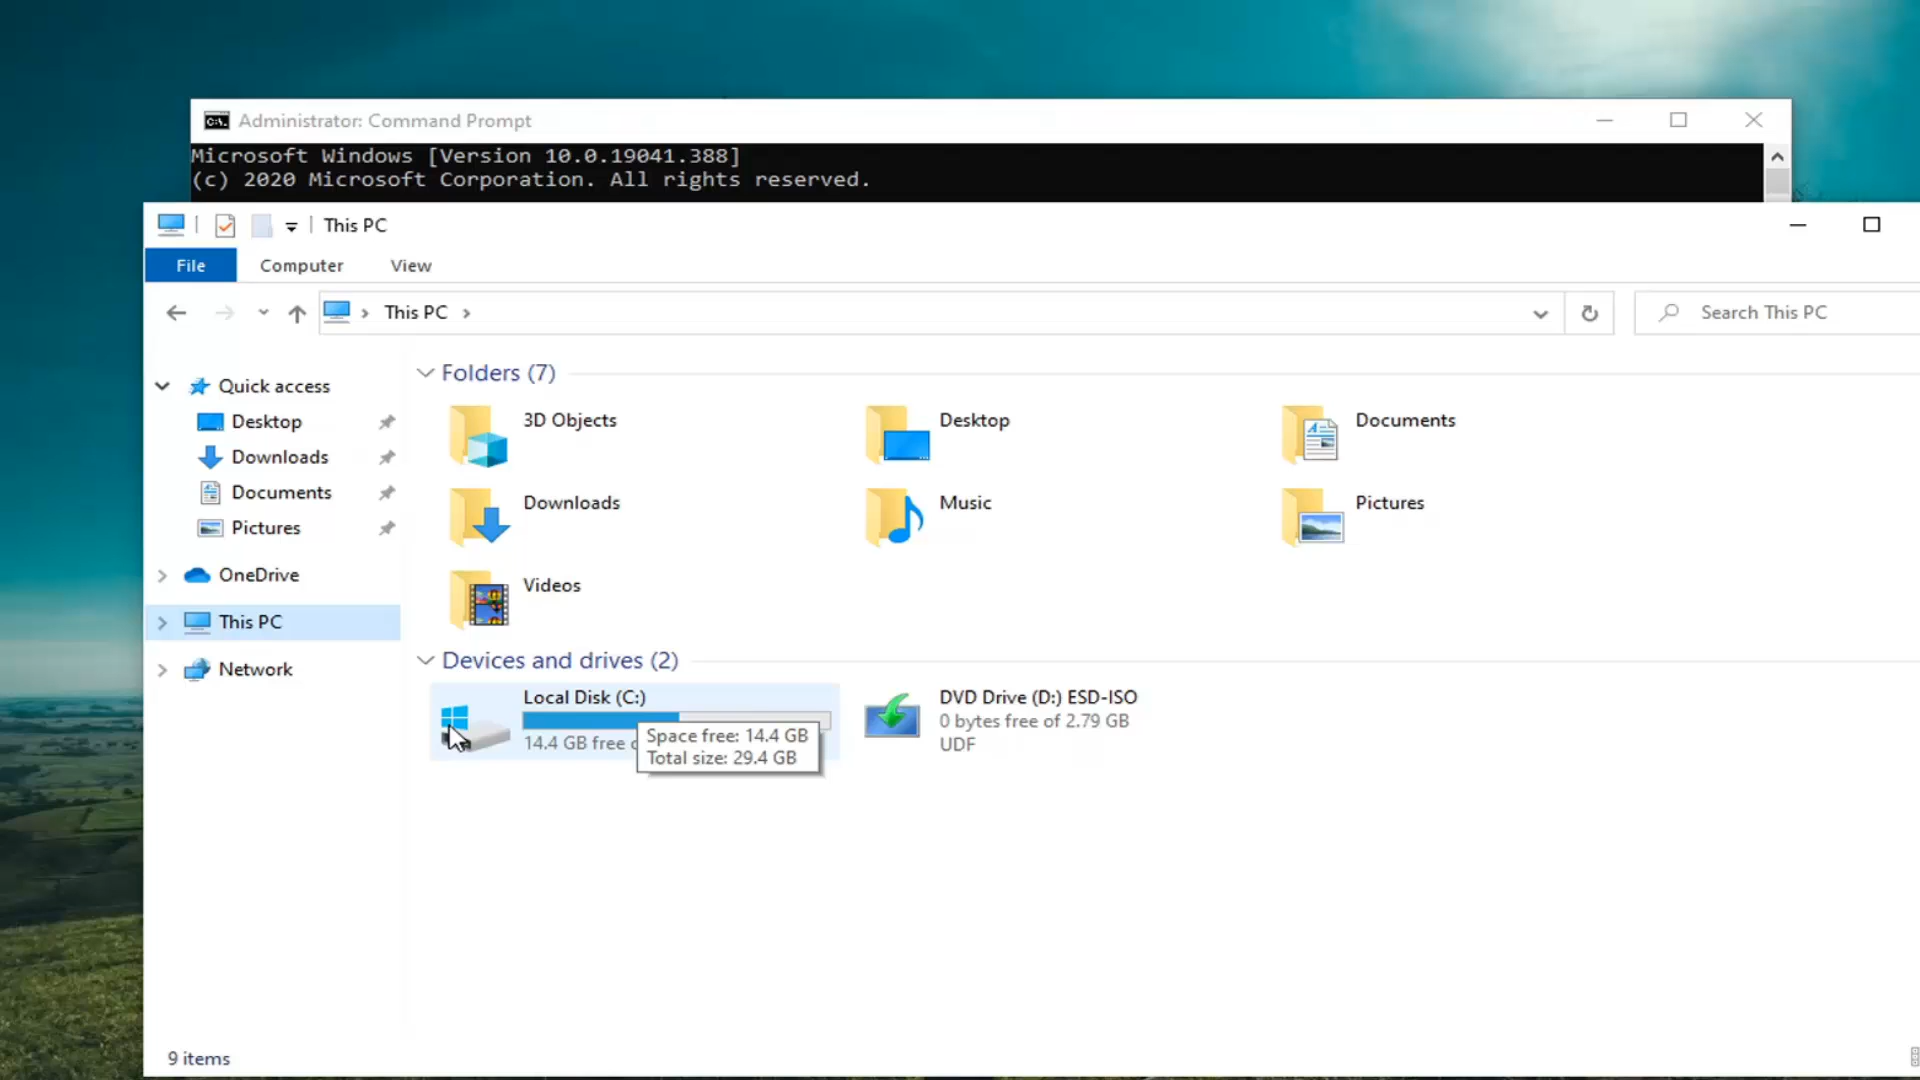 Administrator: Command Prompt
Microsoft Windows [Version 10.0.19041.388]
(c) 2020 Microsoft Corporation. All rights reserved.
This PC
File Computer View
This PC
Search This PC
Quick access
Desktop
Downloads
Documents
Pictures
OneDrive
This PC
Network
Folders (7)
3D Objects
Desktop
Documents
Downloads
Music
Pictures
Videos
Devices and drives (2)
Local Disk (C:)
14.4 GB free
Space free: 14.4 GB
Total size: 29.4 GB
DVD Drive (D:) ESD-ISO
0 bytes free of 2.79 GB
UDF
9 items